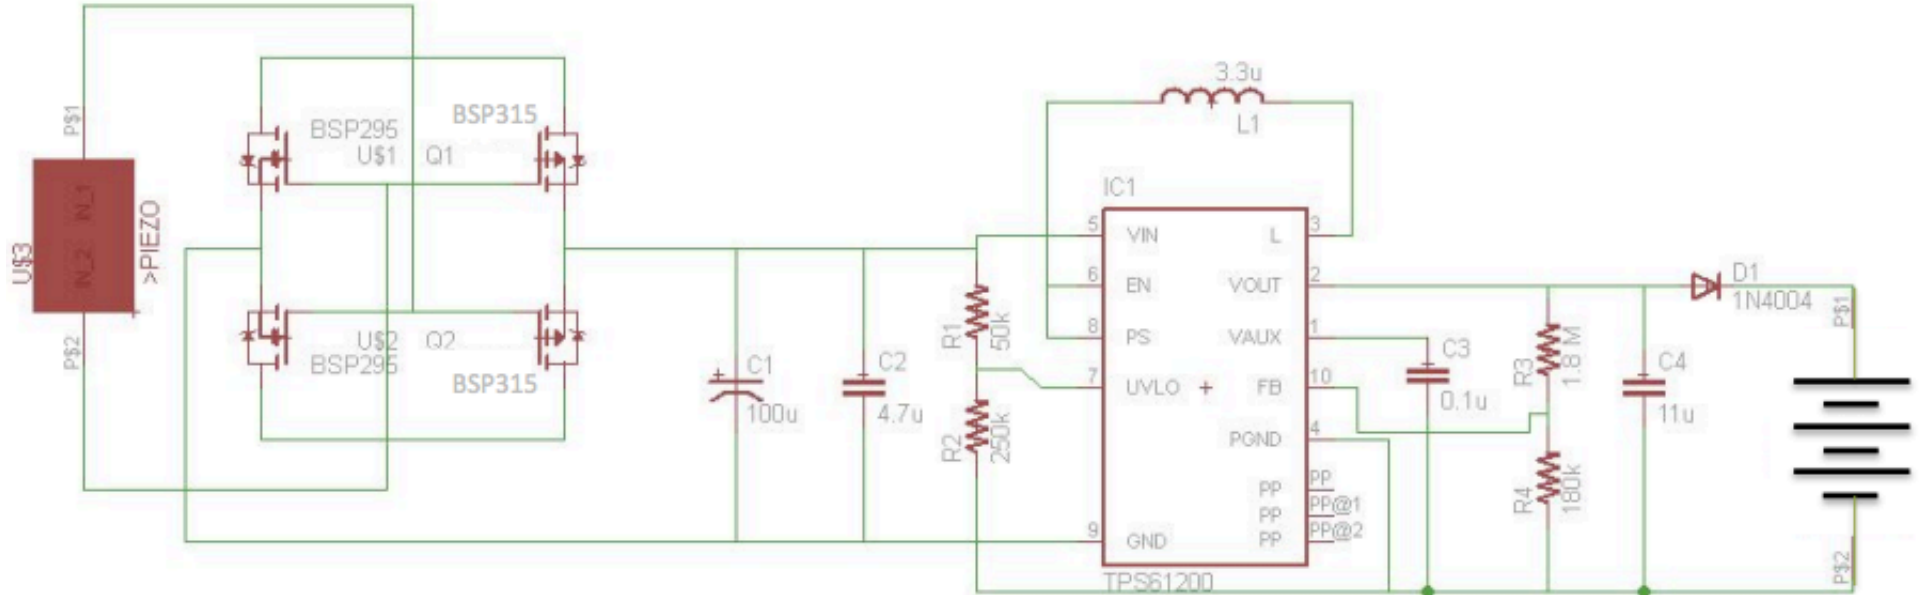 P$1
IN_1
IN_2
U$3
>PIEZO
P$2
BSP295
U$1
Q1
BSP315
U$2
Q2
BSP295
BSP315
C1
100u
C2
4.7u
R1
50k
R2
250k
3.3u
L1
IC1
5
VIN
L
3
6
EN
VOUT
2
8
PS
VAUX
1
7
UVLO
FB
10
PGND
4
PP
PP
PP
PP@1
PP
PP@2
9
GND
TPS61200
C3
0.1u
R3
1.8 M
R4
180k
C4
11u
D1
1N4004
P$1
P$2